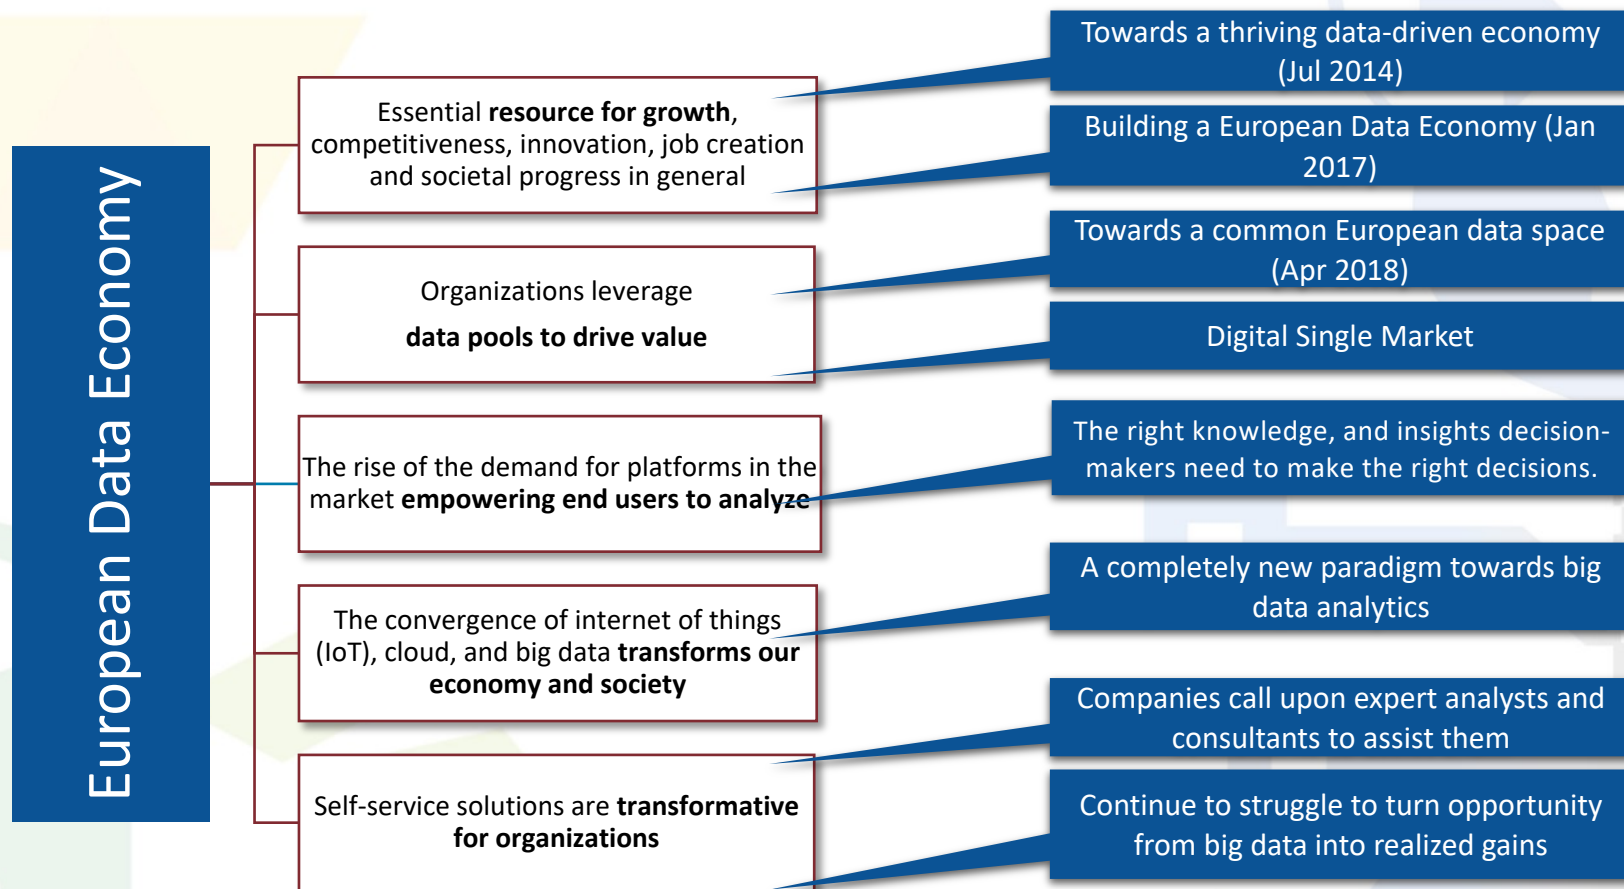 European Data Economy
Essential resource for growth,
competitiveness, innovation, job creation
and societal progress in general
Towards a thriving data-driven economy
(Jul 2014)
Building a European Data Economy (Jan
2017)
Organizations leverage
data pools to drive value
Towards a common European data space
(Apr 2018)
Digital Single Market
The rise of the demand for platforms in the
market empowering end users to analyze
The right knowledge, and insights decision-
makers need to make the right decisions.
The convergence of internet of things
(IoT), cloud, and big data transforms our
economy and society
A completely new paradigm towards big
data analytics
Self-service solutions are transformative
for organizations
Companies call upon expert analysts and
consultants to assist them
Continue to struggle to turn opportunity
from big data into realized gains